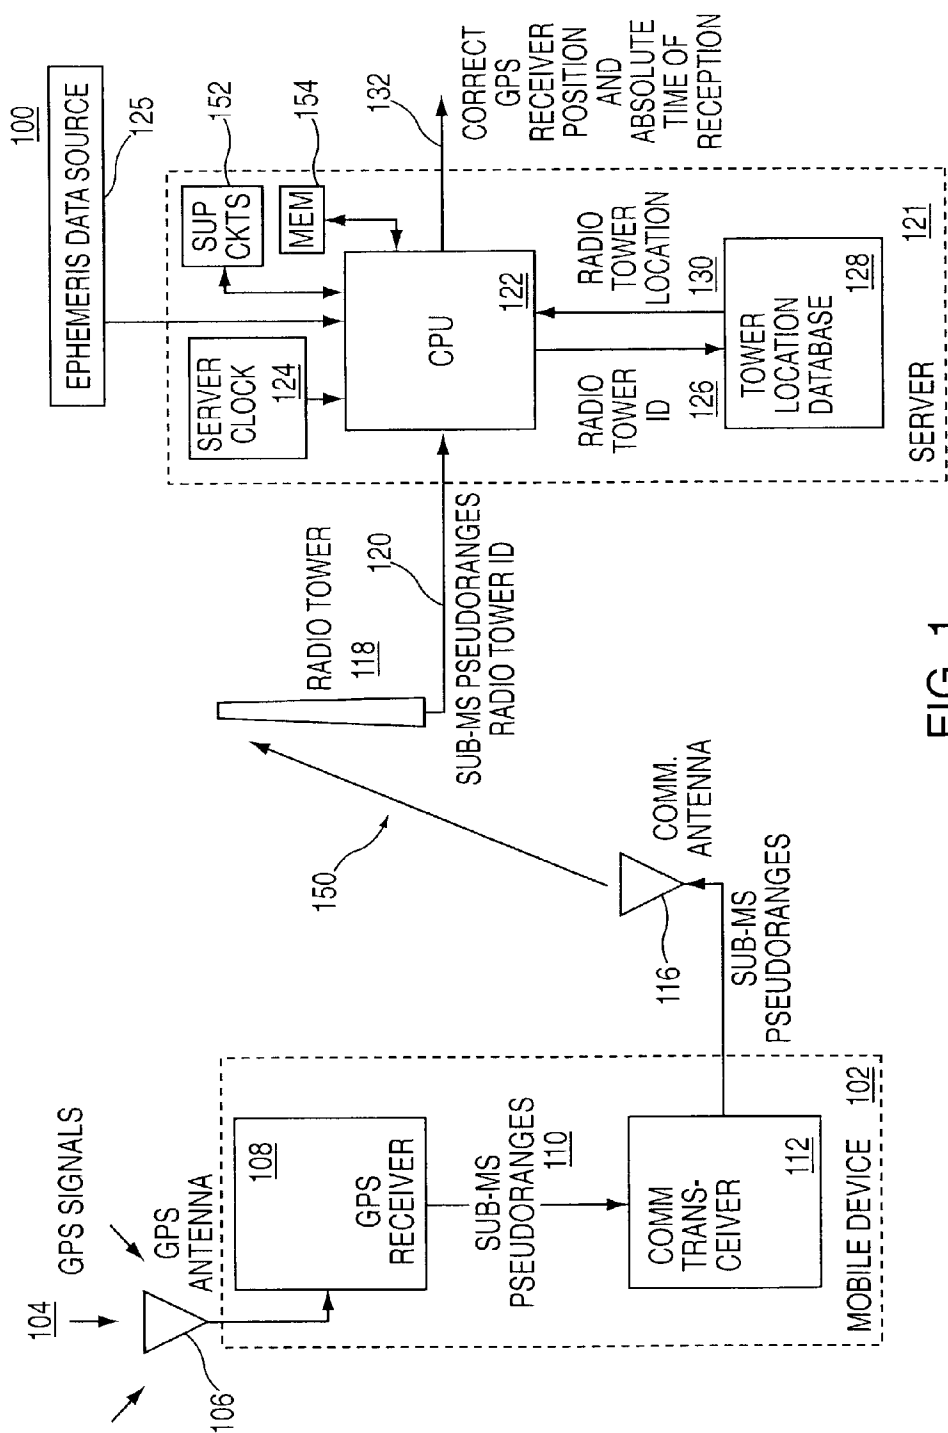 100
EPHEMERIS DATA SOURCE
125
152
154
132
SUP
CKTS
MEM
SERVER
CLOCK
124
CPU
122
CORRECT
GPS
RECEIVER
POSITION
AND
ABSOLUTE
TIME OF
RECEPTION
RADIO
TOWER
LOCATION
130
RADIO
TOWER
ID
126
TOWER
LOCATION
DATABASE
128
SERVER
121
RADIO TOWER
118
120
SUB-MS PSEUDORANGES
RADIO TOWER ID
150
COMM.
ANTENNA
116
SUB-MS
PSEUDORANGES
GPS SIGNALS
104
GPS
ANTENNA
106
108
GPS
RECEIVER
SUB-MS
PSEUDORANGES
110
COMM
TRANS-
CEIVER
112
MOBILE DEVICE
102
FIG. 1